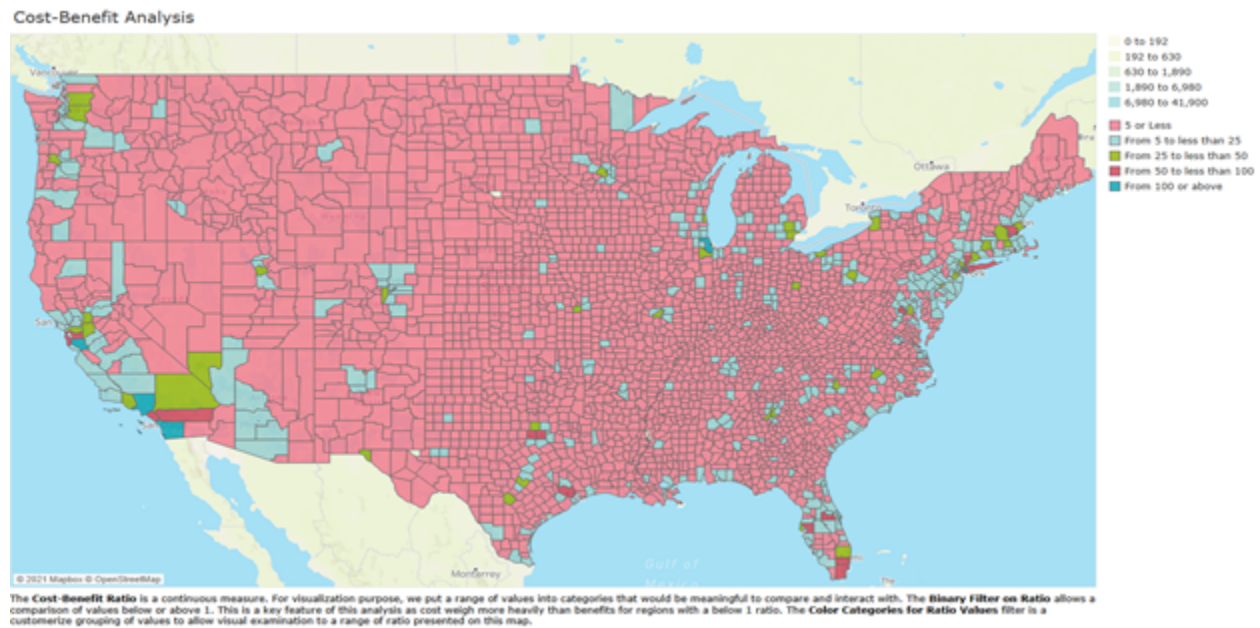 Cost-Benefit Analysis
0 to 192
192 to 630
630 to 1,890
1,890 to 6,980
6,980 to 41,900
5 or Less
From 5 to less than 25
From 25 to less than 50
From 50 to less than 100
From 100 or above
Vancouver
Ottawa
Toronto
San
Monterrey
Gulf of
Mexico
The
© 2021 Mapbox © OpenStreetMap
The Cost-Benefit Ratio is a continuous measure. For visualization purpose, we put a range of values into categories that would be meaningful to compare and interact with. The Binary Filter on Ratio allows a
comparison of values below or above 1. This is a key feature of this analysis as cost weigh more heavily than benefits for regions with a below 1 ratio. The Color Categories for Ratio Values filter is a
customerize grouping of values to allow visual examination to a range of ratio presented on this map.